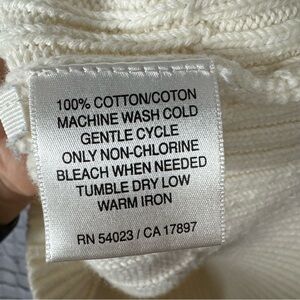 100% COTTON/COTON
MACHINE WASH COLD
GENTLE CYCLE
ONLY NON-CHLORINE
BLEACH WHEN NEEDED
TUMBLE DRY LOW
WARM IRON
RN 54023 / CA 17897